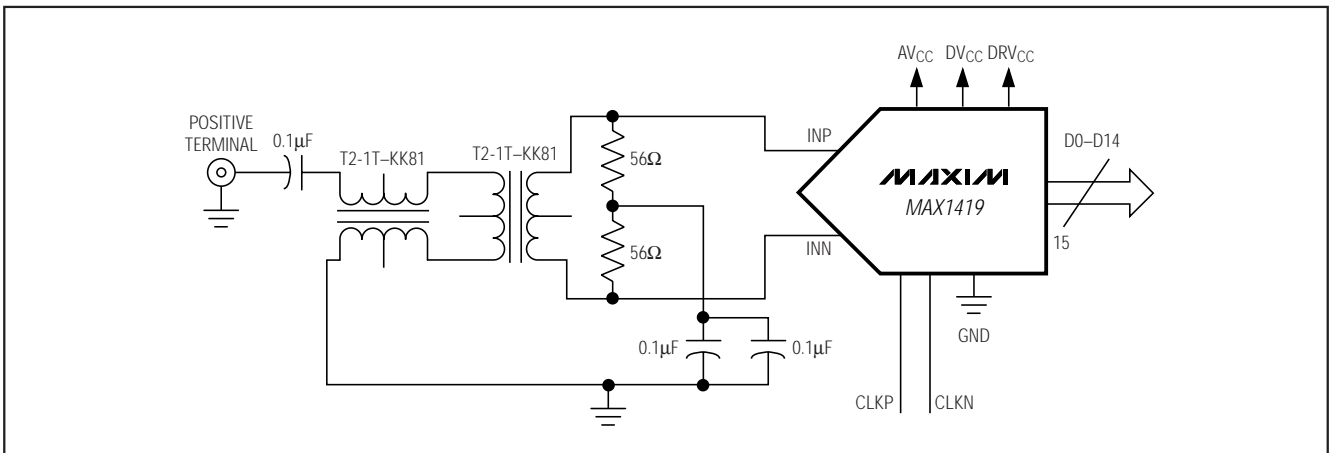 AVCC DVCC DRVCC
POSITIVE
TERMINAL
0.1μF
T2-1T–KK81
T2-1T–KK81
56Ω
56Ω
INP
INN
MAXIM
MAX1419
D0–D14
15
GND
0.1μF
0.1μF
CLKP
CLKN